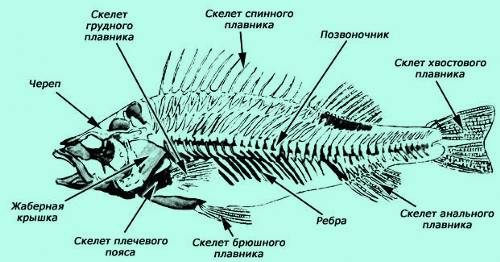 Скелет
грудного
плавника
Скелет спинного
плавника
Позвоночник
Склет хвостового
плавника
Череп
Жаберная
крышка
Скелет плечевого
пояса
Скелет брюшного
плавника
Ребра
Скелет анального
плавника